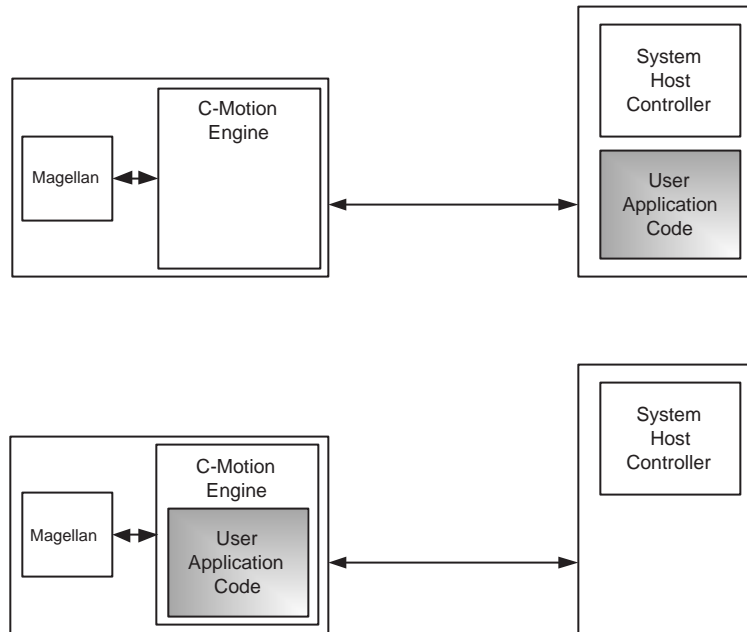 C-Motion
Engine
Magellan
System
Host
Controller
User
Application
Code
C-Motion
Engine
Magellan
User
Application
Code
System
Host
Controller